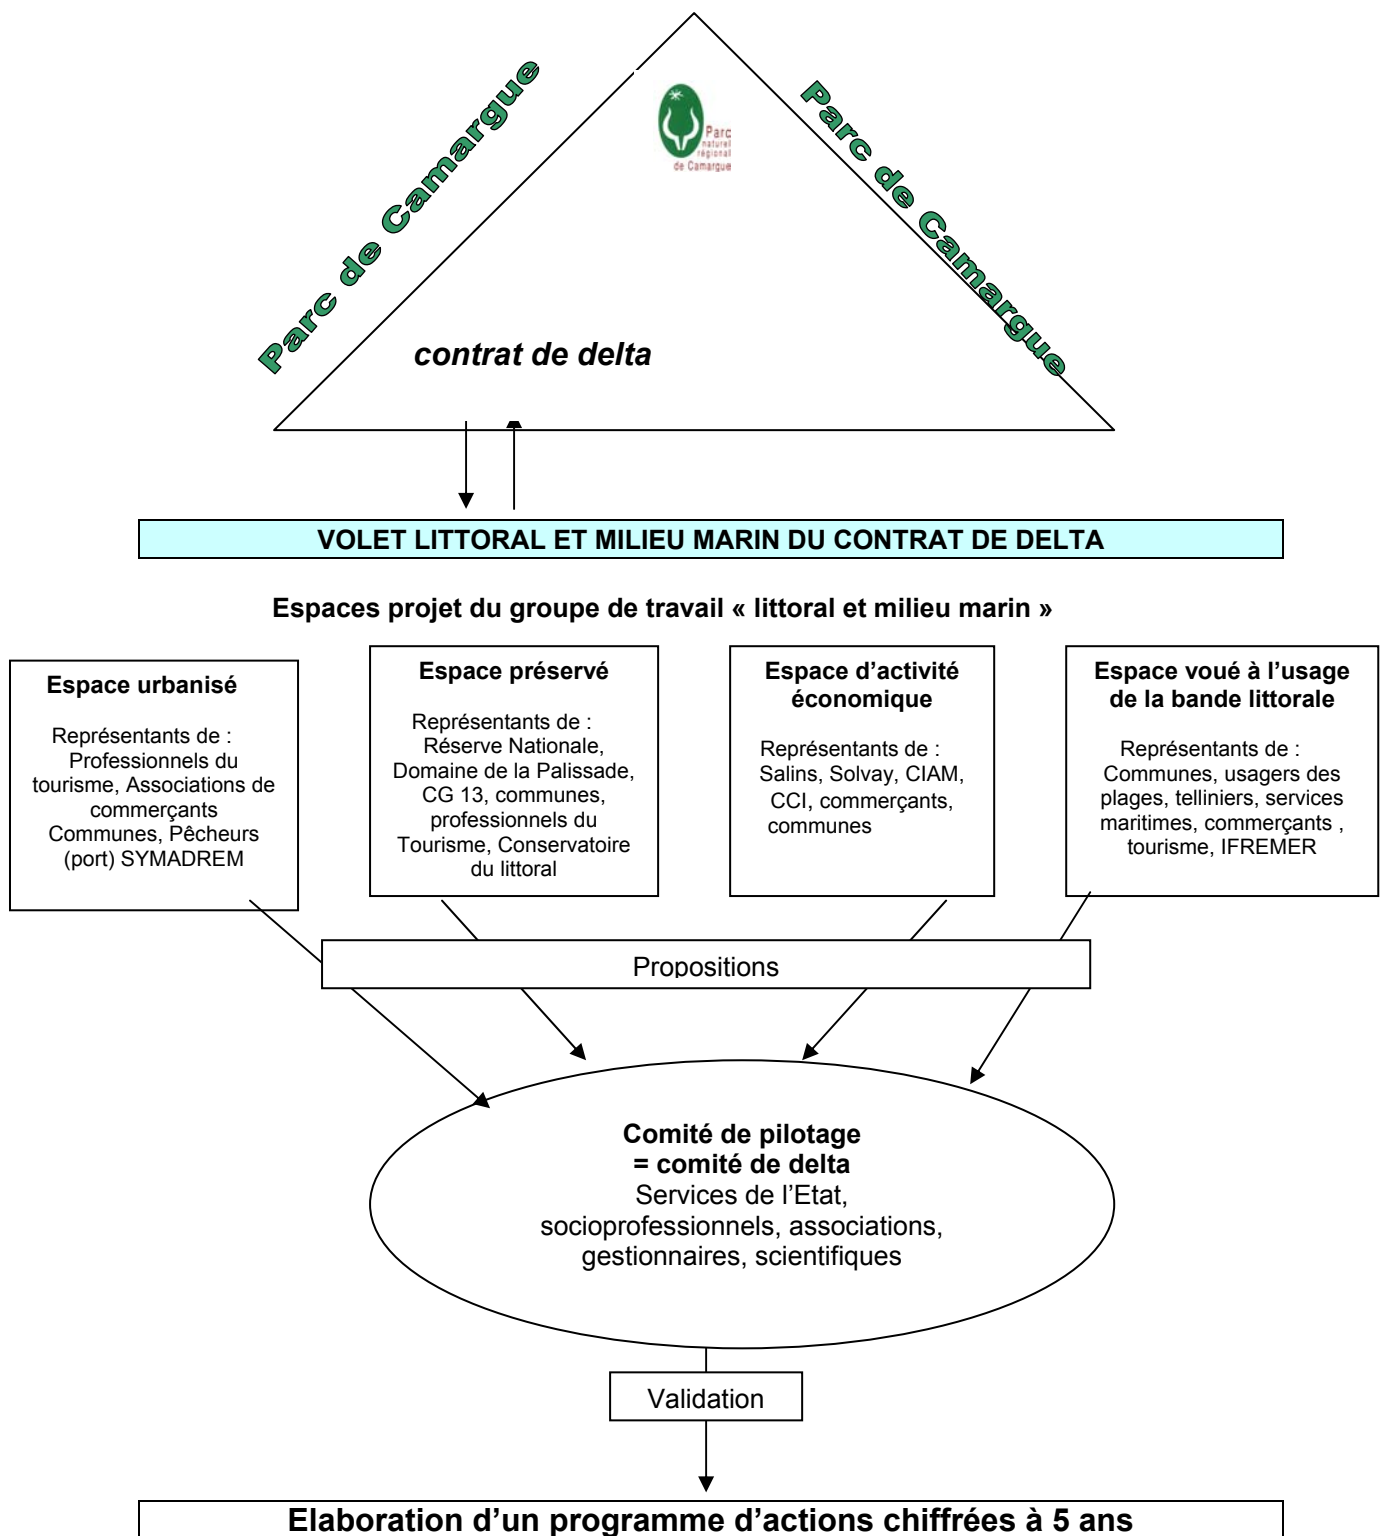 Parc de Camargue
Parc de Camargue
Parc
naturel
régional
de Camargue
contrat de delta
VOLET LITTORAL ET MILIEU MARIN DU CONTRAT DE DELTA
Espaces projet du groupe de travail « littoral et milieu marin »
Espace urbanisé
Représentants de :
Professionnels du
tourisme, Associations de
commerçants
Communes, Pêcheurs
(port) SYMADREM
Espace préservé
Représentants de :
Réserve Nationale,
Domaine de la Palissade,
CG 13, communes,
professionnels du
Tourisme, Conservatoire
du littoral
Espace d’activité
économique
Représentants de :
Salins, Solvay, CIAM,
CCI, commerçants,
communes
Espace voué à l’usage
de la bande littorale
Représentants de :
Communes, usagers des
plages, telliniers, services
maritimes, commerçants ,
tourisme, IFREMER
Propositions
Comité de pilotage
= comité de delta
Services de l’Etat,
socioprofessionnels, associations,
gestionnaires, scientifiques
Validation
Elaboration d’un programme d’actions chiffrées à 5 ans